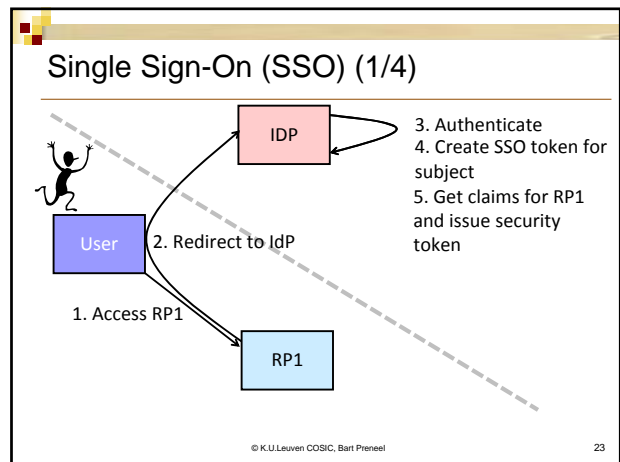 Single Sign-On (SSO) (1/4)
IDP
3. Authenticate
4. Create SSO token for
subject
5. Get claims for RP1
and issue security
token
User
2. Redirect to IdP
1. Access RP1
RP1
© K.U.Leuven COSIC, Bart Preneel
23